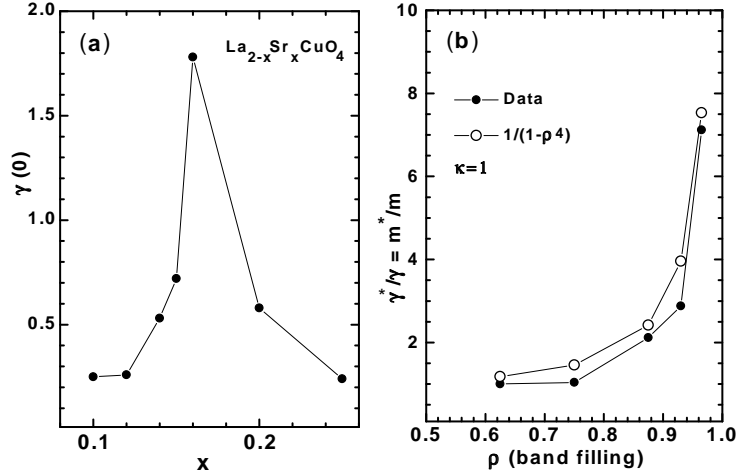 (a)
La2-xSrxCuO4
2.0
1.5
1.0
0.5
γ(0)
0.1
0.2
x
(b)
Data
1/(1-ρ4)
κ=1
10
8
6
4
2
γ*/γ = m*/m
0.5
0.6
0.7
0.8
0.9
1.0
ρ (band filling)